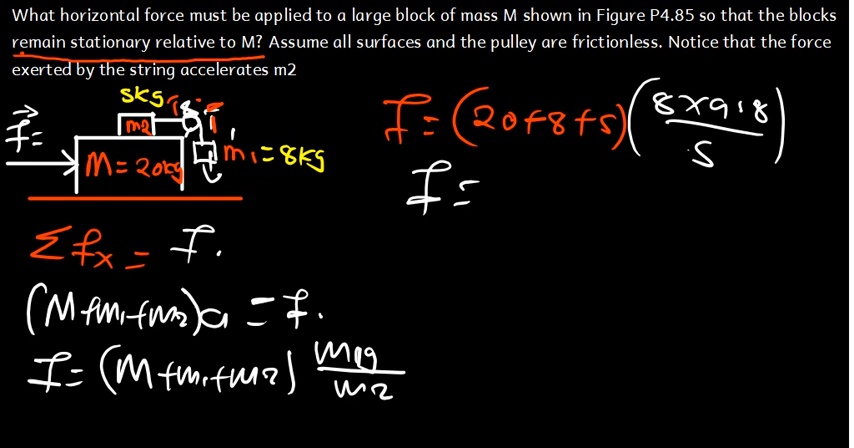 What horizontal force must be applied to a large block of mass M shown in Figure P4.85 so that the blocks
remain stationary relative to M? Assume all surfaces and the pulley are frictionless. Notice that the force
exerted by the string accelerates m2
5kg
T
T
F=
m2
M = 20kg
m1 = 8kg
F = (20+8+5)(8×9.8/5)
F =
Σfx = F.
(M+m1+m2)a = F.
F = (M+m1+m2) m1g/m2